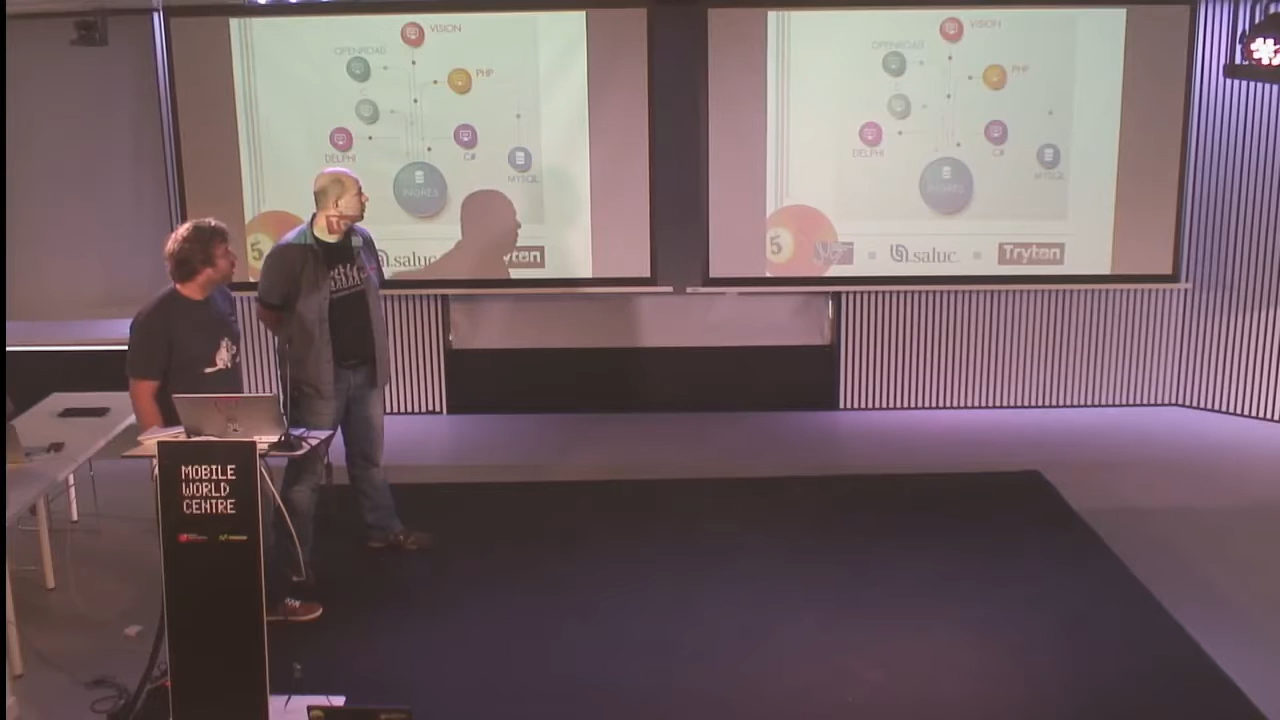 VISION
OPENROAD
PHP
C
DELPHI
C#
MYSQL
INGRES
5
.saluc
yton
VISION
OPENROAD
PHP
DELPHI
C#
MYSQL
INGRES
5
=
.saluc
=
Tryton
MOBILE
WORLD
CENTRE